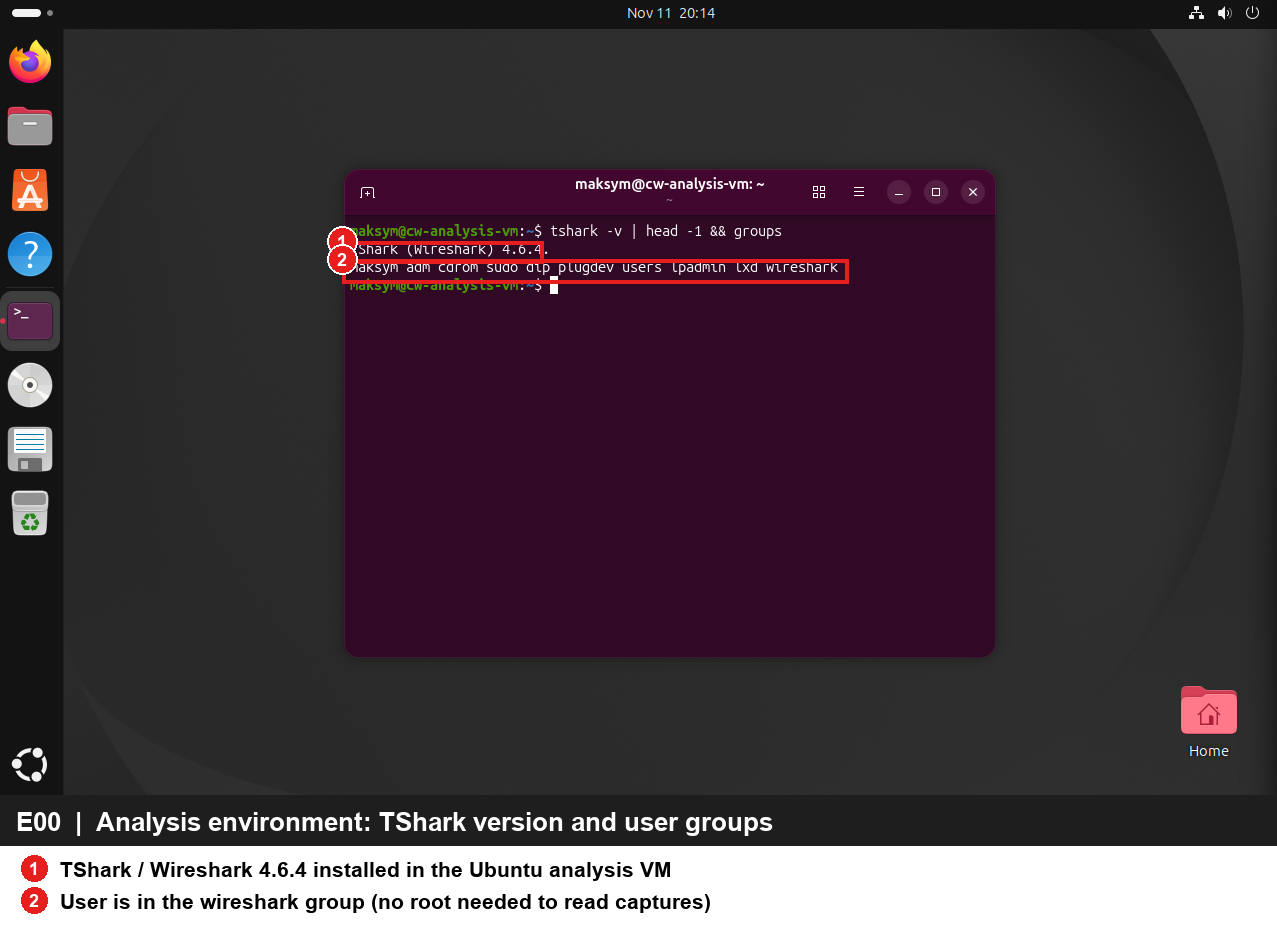 Nov 11 20:14
maksym@cw-analysis-vm: ~
~
maksym@cw-analysis-vm:~$ tshark -v | head -1 && groups
1
TShark (Wireshark) 4.6.4.
2
maksym adm cdrom sudo dip plugdev users lpadmin lxd wireshark
maksym@cw-analysis-vm:~$
>_
?
A
Home
E00 | Analysis environment: TShark version and user groups
1 TShark / Wireshark 4.6.4 installed in the Ubuntu analysis VM
2 User is in the wireshark group (no root needed to read captures)